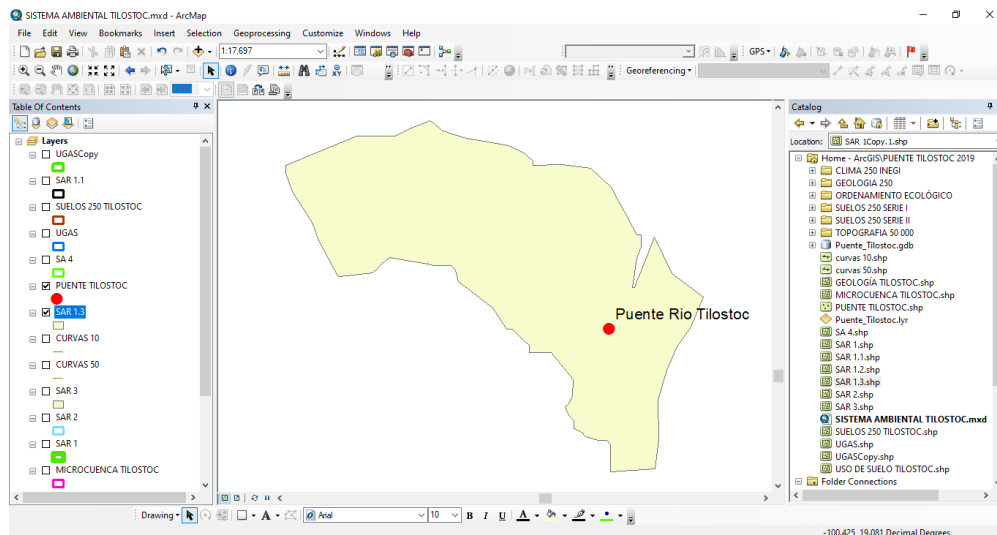 SISTEMA AMBIENTAL TILOSTOC.mxd - ArcMap
File Edit View Bookmarks Insert Selection Geoprocessing Customize Windows Help
1:17,697
GPS
Georeferencing
Table Of Contents
Layers
UGASCopy
SAR 1.1
SUELOS 250 TILOSTOC
UGAS
SA 4
PUENTE TILOSTOC
SAR 1.3
CURVAS 10
CURVAS 50
SAR 3
SAR 2
SAR 1
MICROCUENCA TILOSTOC
Puente Rio Tilostoc
Catalog
Location: SAR 1Copy.1.shp
Home - ArcGIS\PUENTE TILOSTOC 2019
CLIMA 250 INEGI
GEOLOGIA 250
ORDENAMIENTO ECOLÓGICO
SUELOS 250 SERIE I
SUELOS 250 SERIE II
TOPOGRAFIA 50 000
Puente_Tilostoc.gdb
curvas 10.shp
curvas 50.shp
GEOLOGÍA TILOSTOC.shp
MICROCUENCA TILOSTOC.shp
PUENTE TILOSTOC.shp
Puente_Tilostoc.lyr
SA 4.shp
SAR 1.shp
SAR 1.1.shp
SAR 1.2.shp
SAR 1.3.shp
SAR 2.shp
SAR 3.shp
SISTEMA AMBIENTAL TILOSTOC.mxd
SUELOS 250 TILOSTOC.shp
UGAS.shp
UGASCopy.shp
USO DE SUELO TILOSTOC.shp
Folder Connections
Drawing
A
Arial
10
B I U A
-100.425 19.081 Decimal Degrees